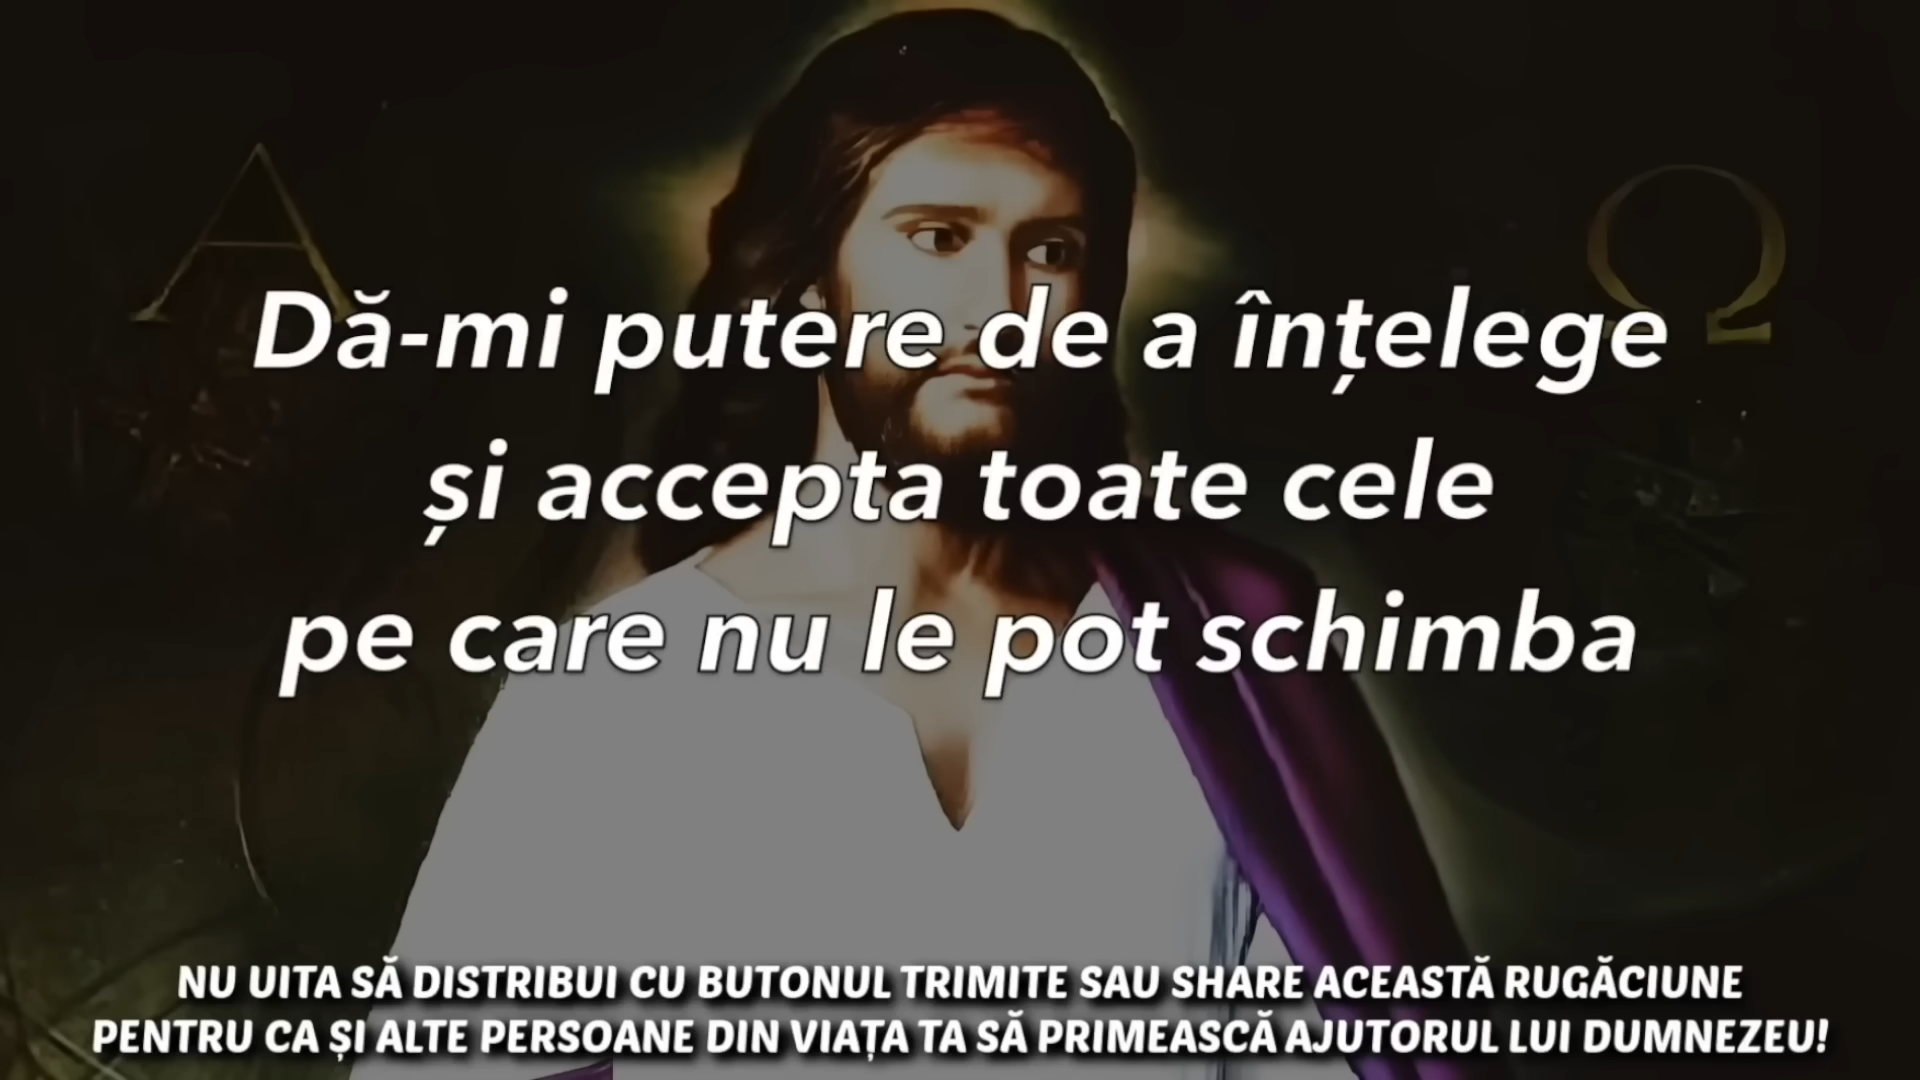 Α Ω
Dă-mi putere de a înțelege
și accepta toate cele
pe care nu le pot schimba
NU UITA SĂ DISTRIBUI CU BUTONUL TRIMITE SAU SHARE ACEASTĂ RUGĂCIUNE
PENTRU CA ȘI ALTE PERSOANE DIN VIAȚA TA SĂ PRIMEASCĂ AJUTORUL LUI DUMNEZEU!